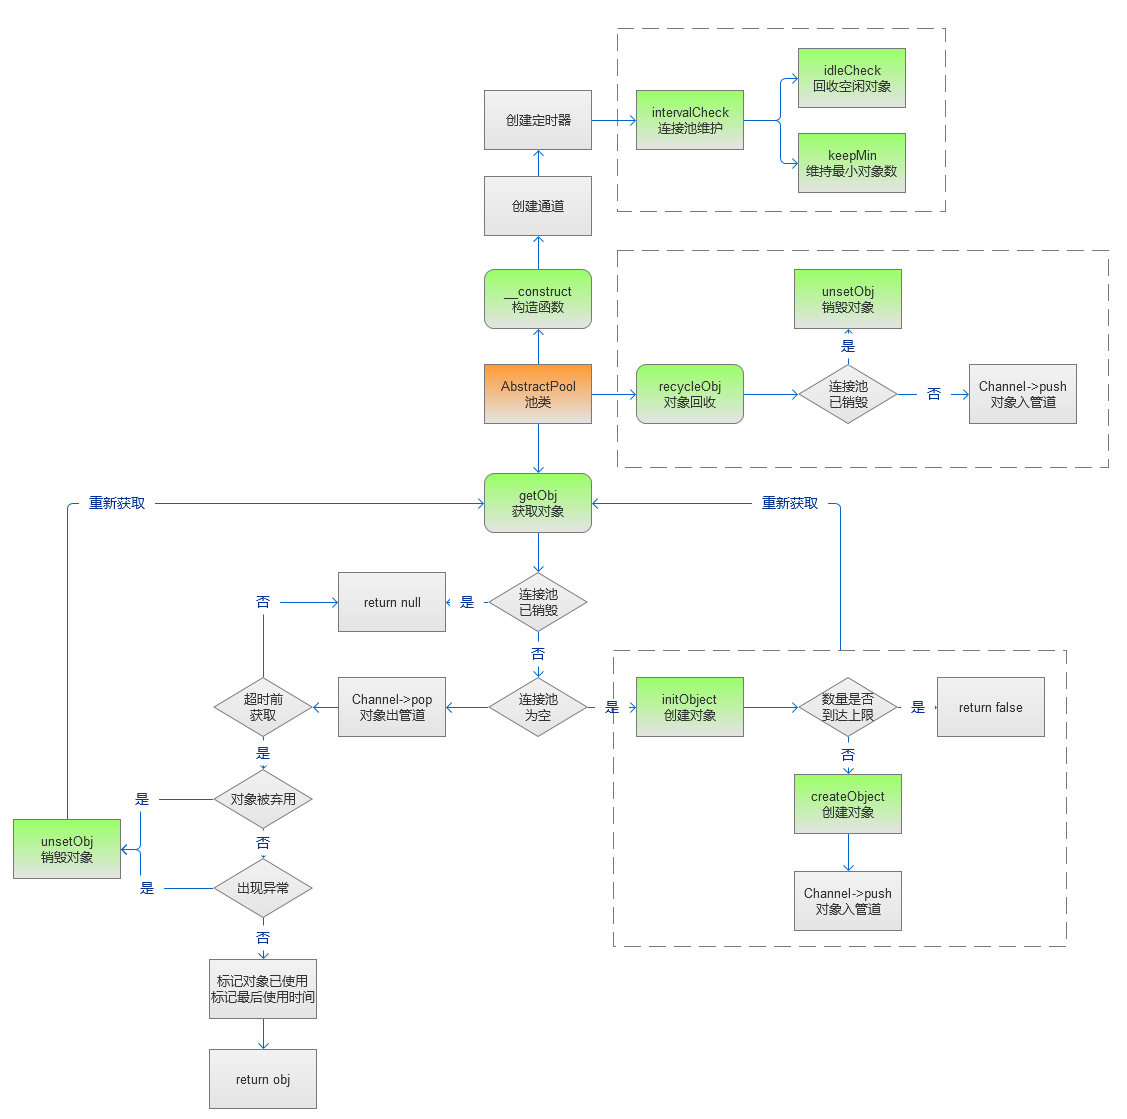 idleCheck
回收空闲对象
创建定时器
intervalCheck
连接池维护
keepMin
维持最小对象数
创建通道
__construct
构造函数
unsetObj
销毁对象
是
AbstractPool
池类
recycleObj
对象回收
连接池
已销毁
否
Channel->push
对象入管道
重新获取
getObj
获取对象
重新获取
否
return null
是
连接池
已销毁
否
超时前
获取
Channel->pop
对象出管道
连接池
为空
是
initObject
创建对象
数量是否
到达上限
是
return false
是
否
是
对象被弃用
createObject
创建对象
unsetObj
销毁对象
否
是
出现异常
Channel->push
对象入管道
否
标记对象已使用
标记最后使用时间
return obj